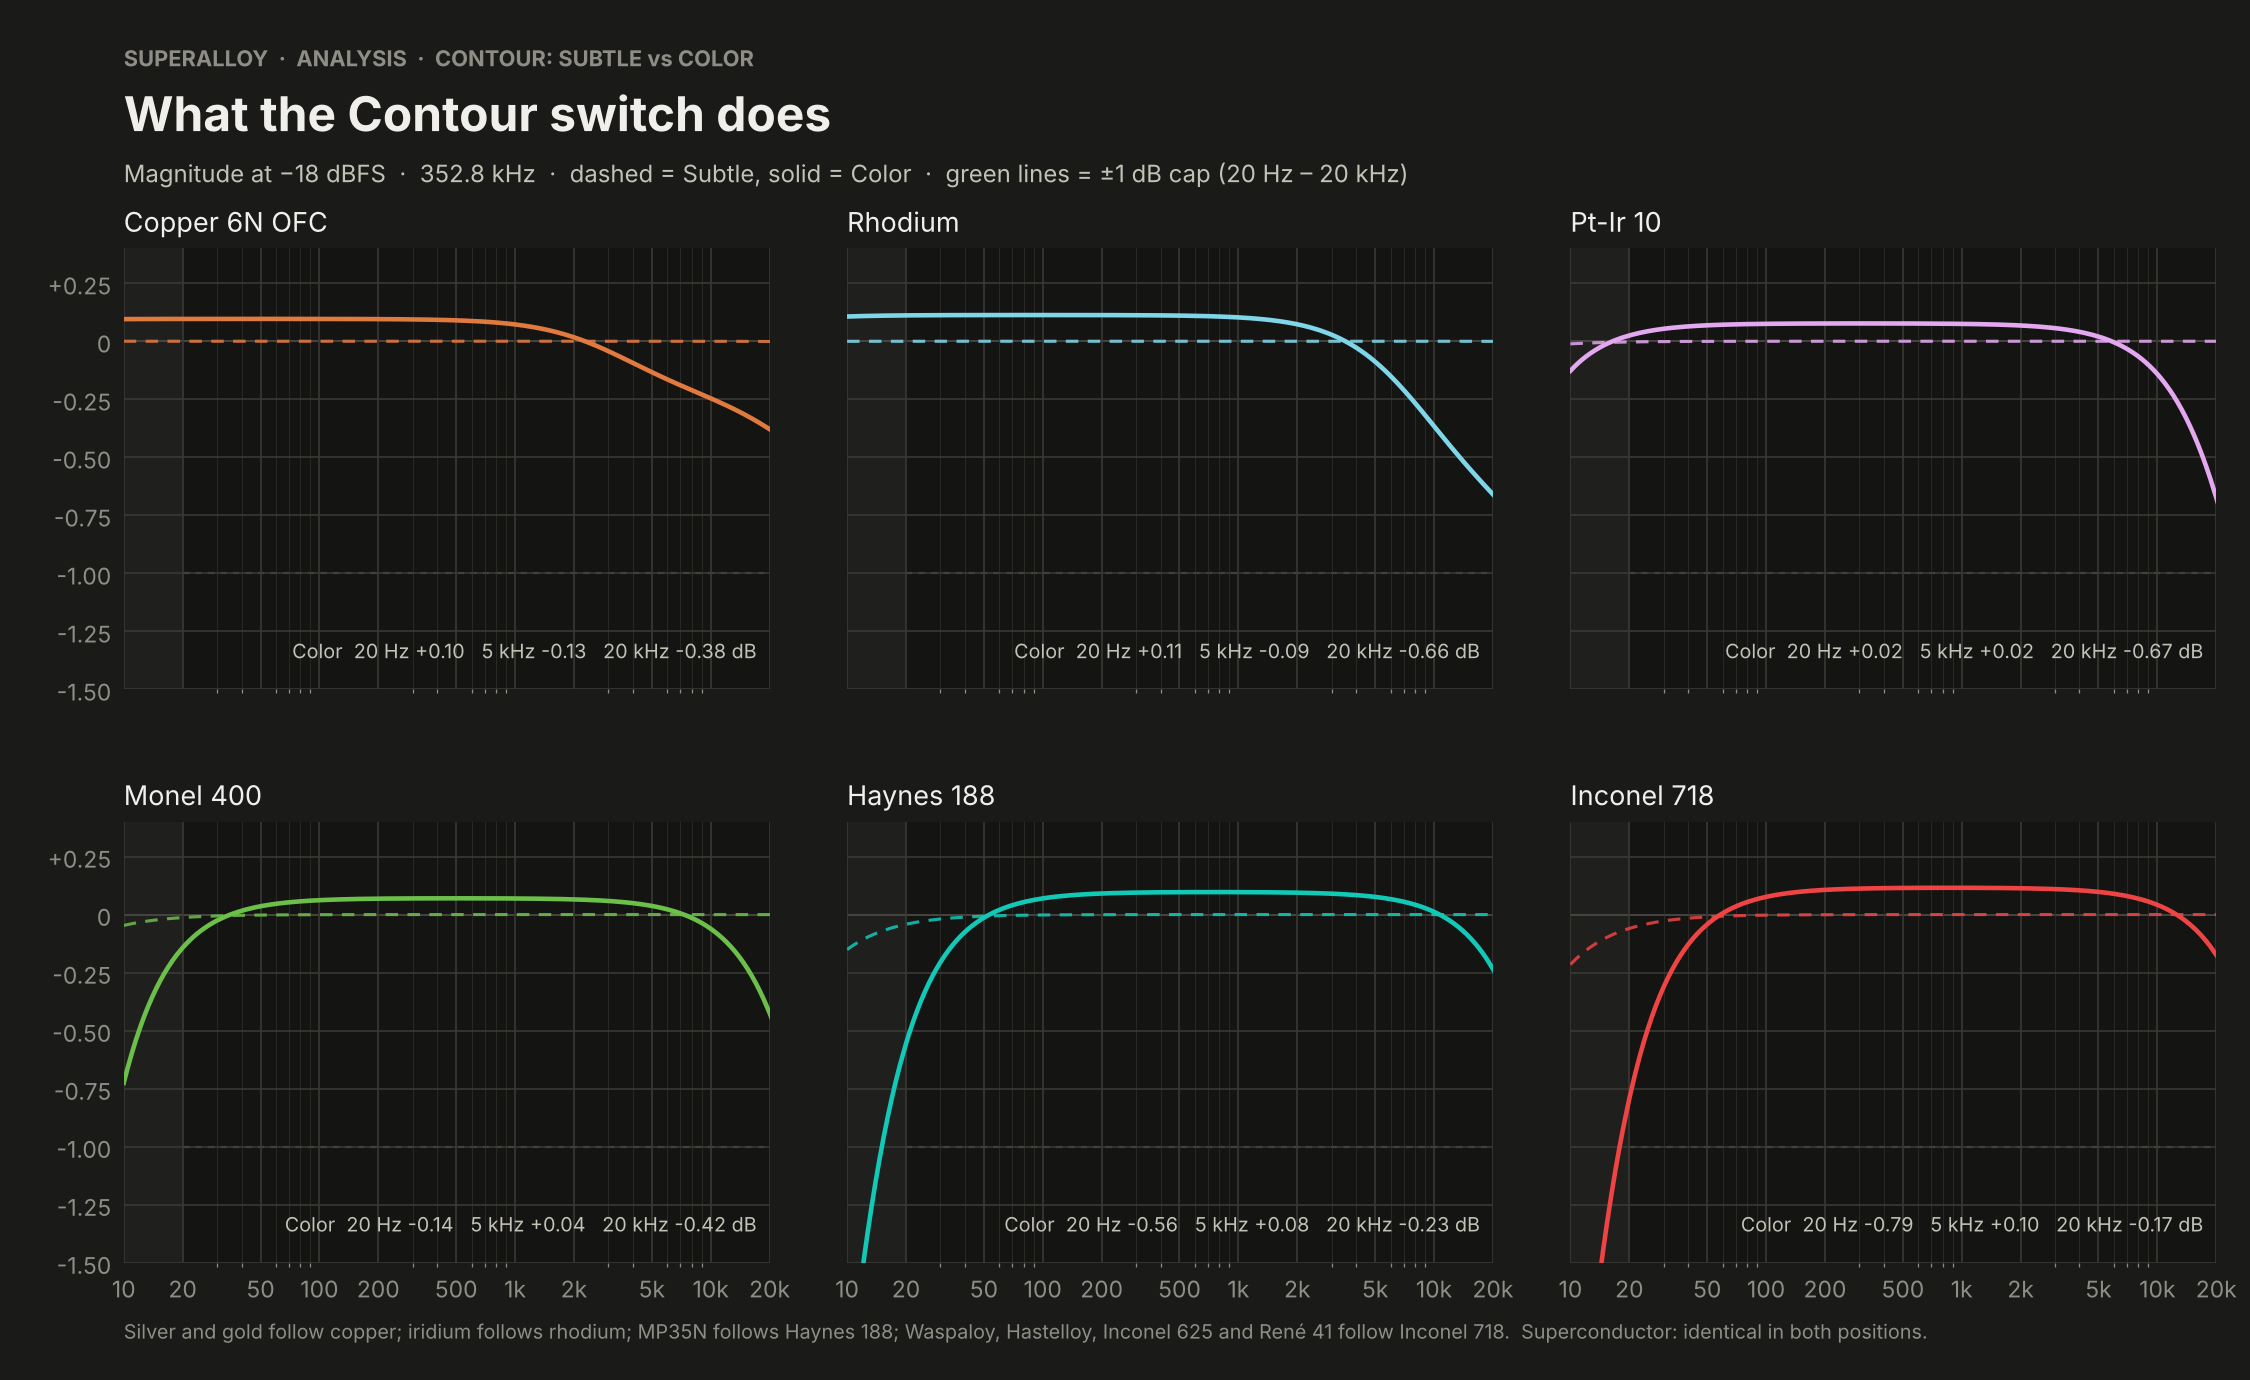 SUPERALLOY · ANALYSIS · CONTOUR: SUBTLE vs COLOR
What the Contour switch does
Magnitude at −18 dBFS · 352.8 kHz · dashed = Subtle, solid = Color · green lines = ±1 dB cap (20 Hz – 20 kHz)
Copper 6N OFC
+0.25
0
-0.25
-0.50
-0.75
-1.00
-1.25
-1.50
Color 20 Hz +0.10 5 kHz -0.13 20 kHz -0.38 dB
Rhodium
Color 20 Hz +0.11 5 kHz -0.09 20 kHz -0.66 dB
Pt-Ir 10
Color 20 Hz +0.02 5 kHz +0.02 20 kHz -0.67 dB
Monel 400
+0.25
0
-0.25
-0.50
-0.75
-1.00
-1.25
-1.50
Color 20 Hz -0.14 5 kHz +0.04 20 kHz -0.42 dB
10 20 50 100 200 500 1k 2k 5k 10k 20k
Haynes 188
Color 20 Hz -0.56 5 kHz +0.08 20 kHz -0.23 dB
10 20 50 100 200 500 1k 2k 5k 10k 20k
Inconel 718
Color 20 Hz -0.79 5 kHz +0.10 20 kHz -0.17 dB
10 20 50 100 200 500 1k 2k 5k 10k 20k
Silver and gold follow copper; iridium follows rhodium; MP35N follows Haynes 188; Waspaloy, Hastelloy, Inconel 625 and René 41 follow Inconel 718. Superconductor: identical in both positions.